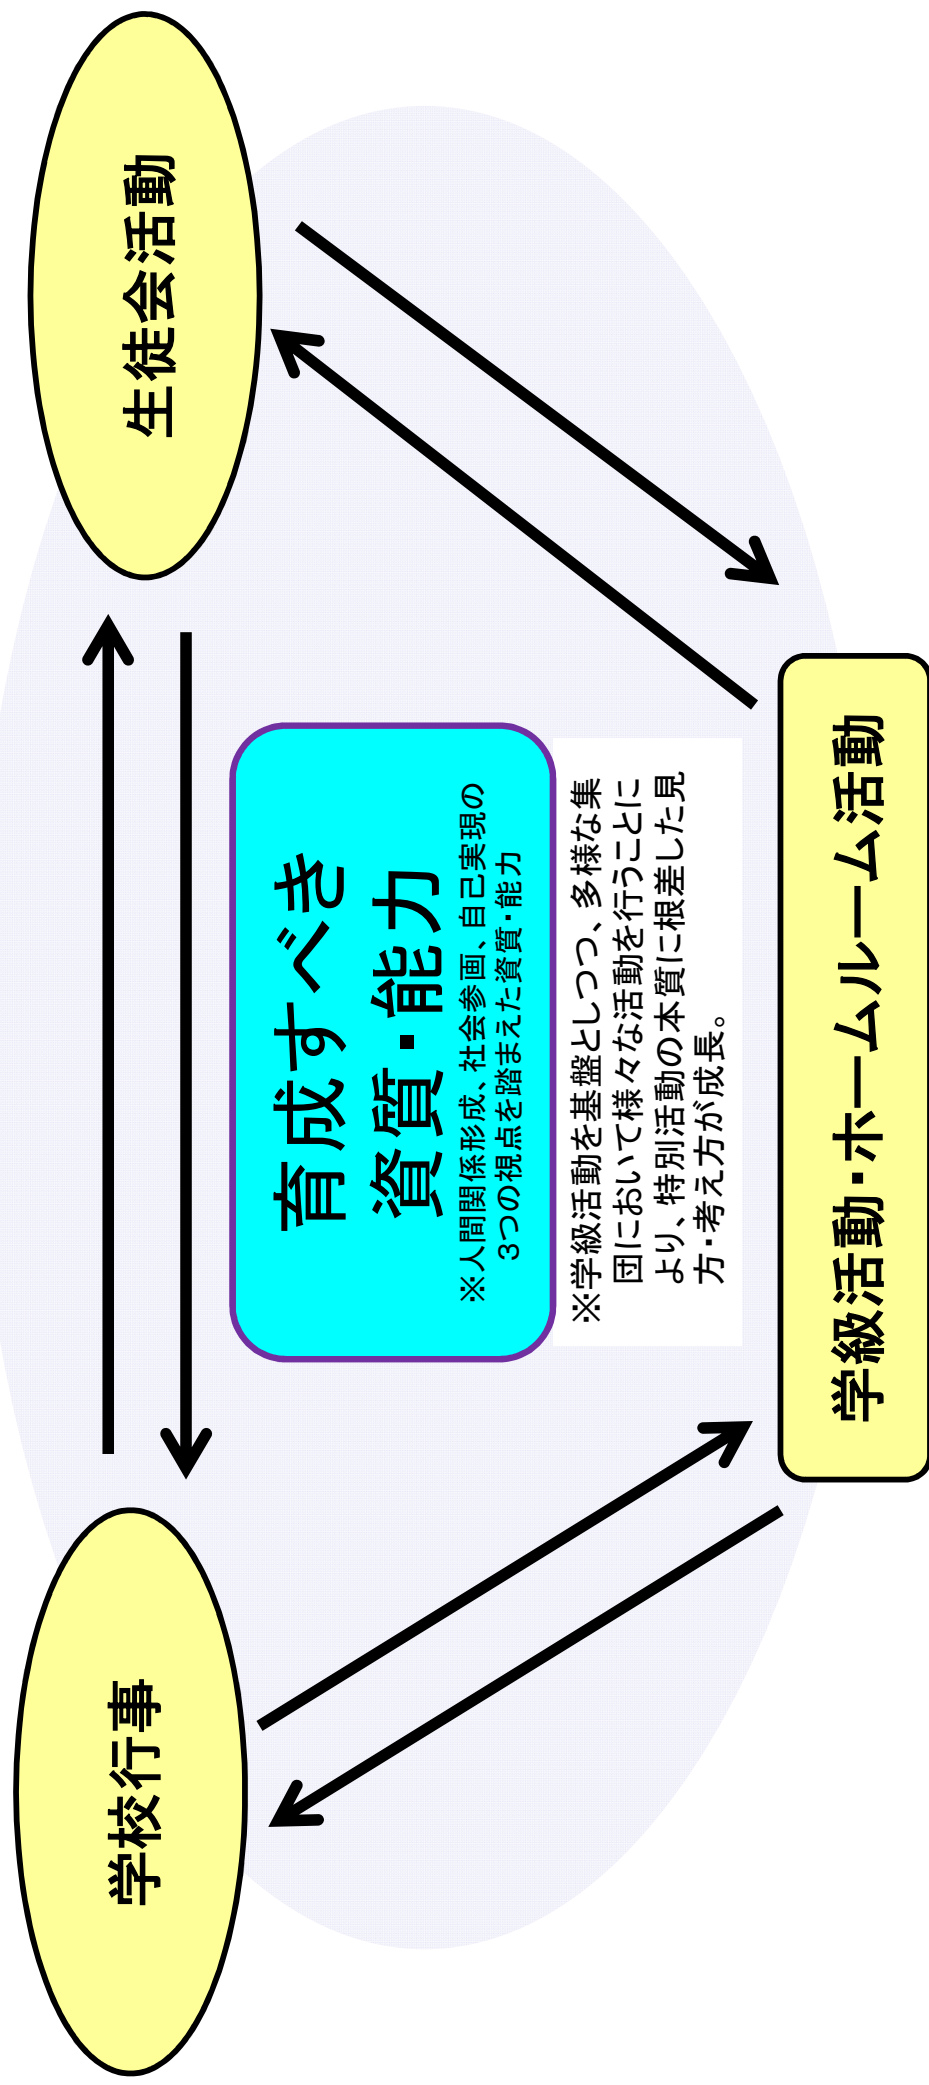 学校行事
生徒会活動
育成すべき
資質・能力
※人間関係形成、社会参画、自己実現の
3つの視点を踏まえた資質・能力
※学級活動を基盤としつつ、多様な集
団において様々な活動を行うことに
より、特別活動の本質に根差した見
方・考え方が成長。
学級活動・ホームルーム活動